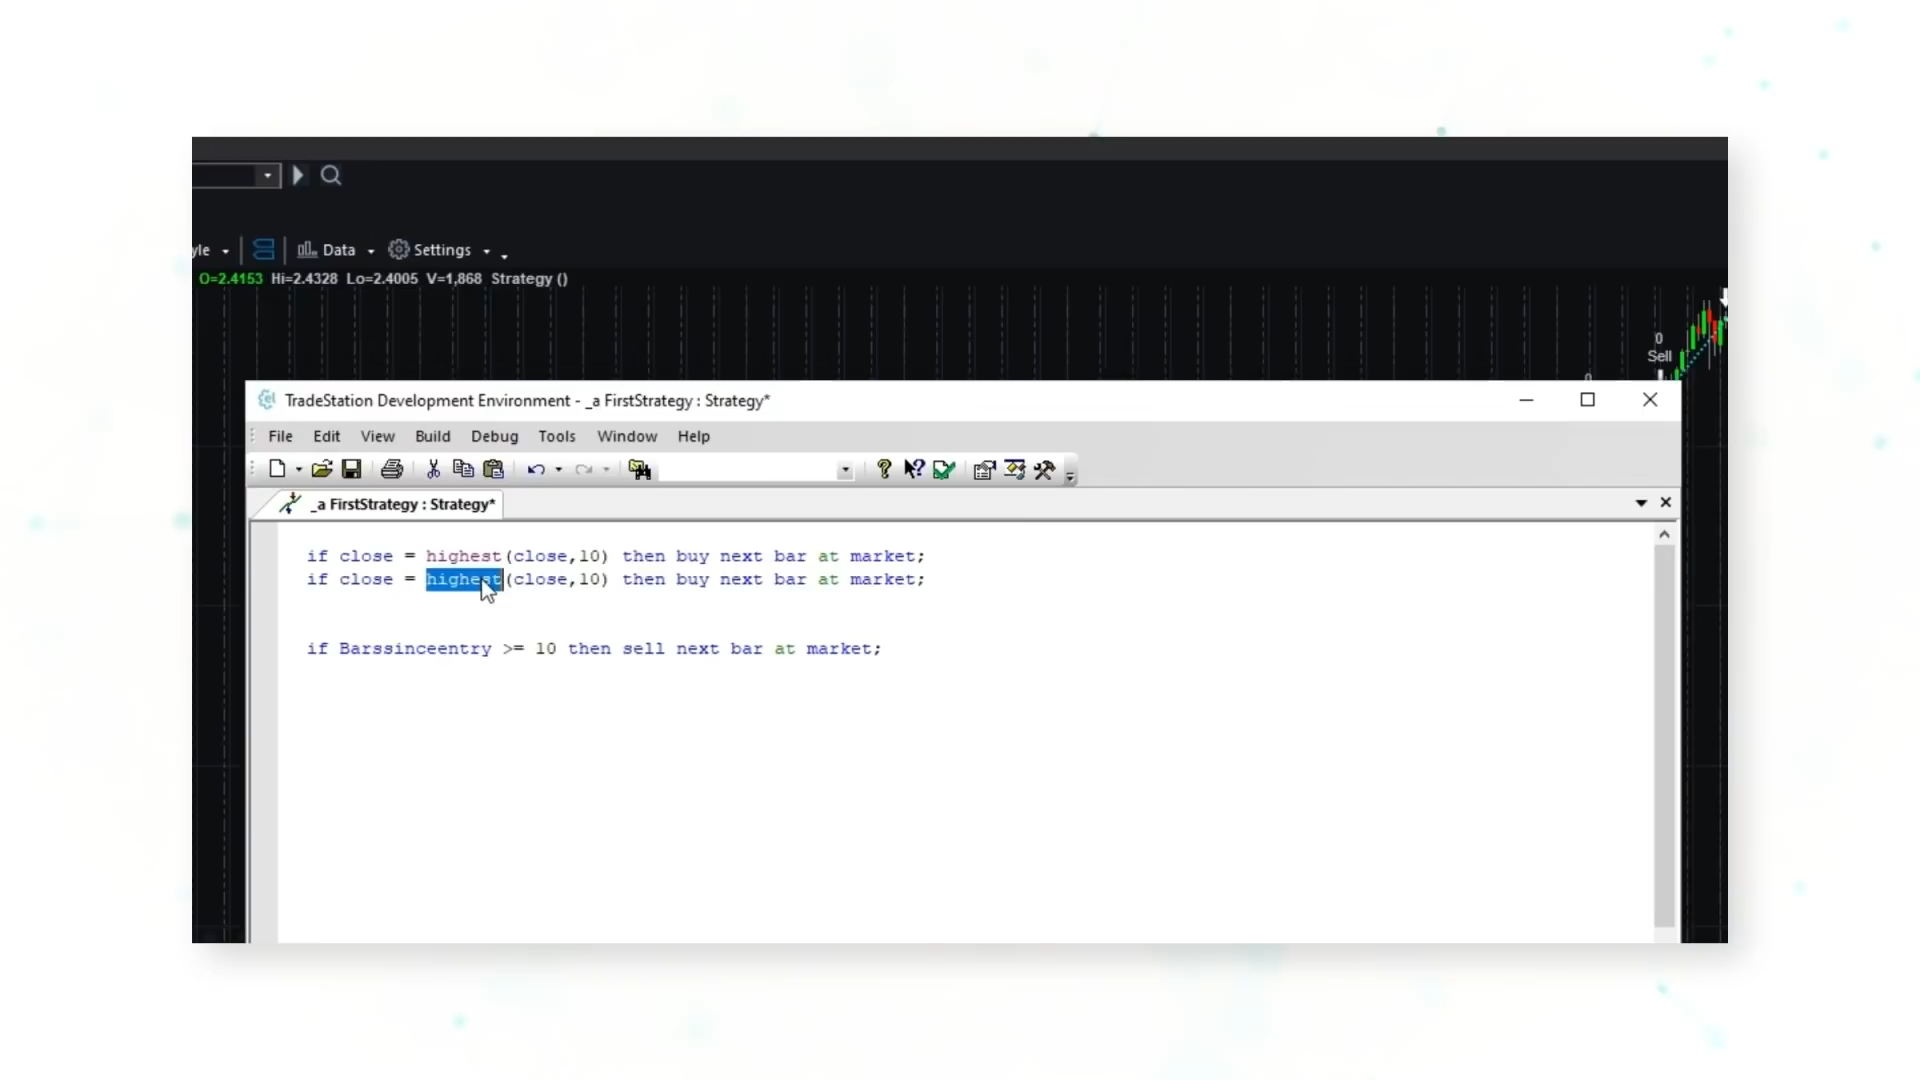 yle Data Settings
O=2.4153 Hi=2.4328 Lo=2.4005 V=1,868 Strategy ()
0
Sell
0
TradeStation Development Environment - _a FirstStrategy : Strategy*
File Edit View Build Debug Tools Window Help
_a FirstStrategy : Strategy*
if close = highest(close,10) then buy next bar at market;
if close = highest(close,10) then buy next bar at market;
if Barssinceentry >= 10 then sell next bar at market;